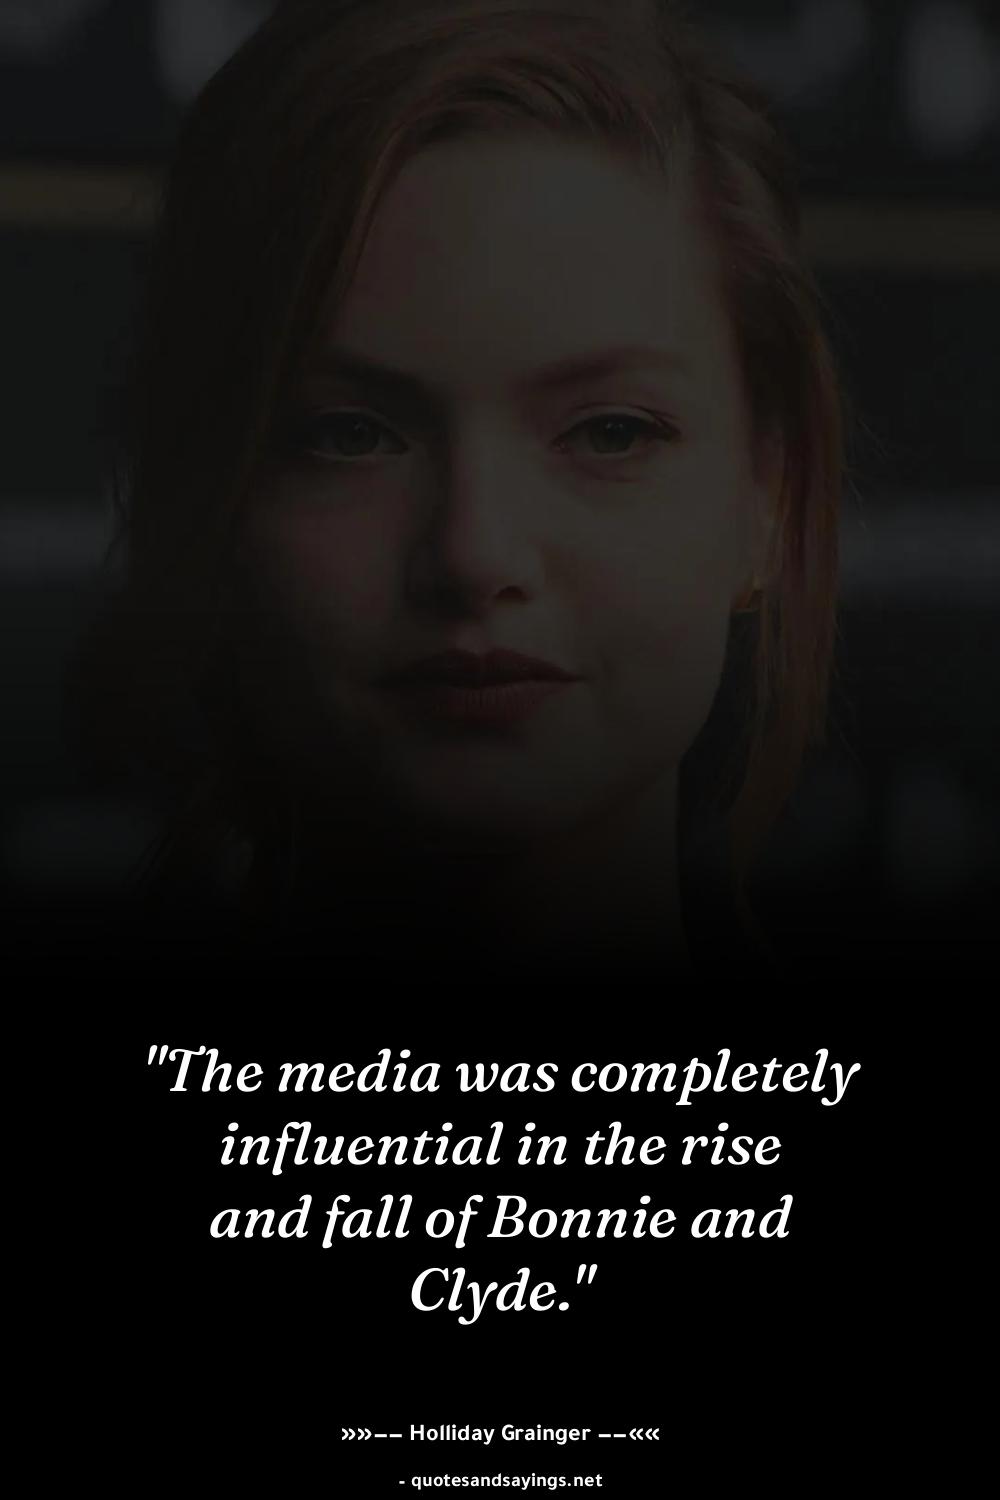 "The media was completely
influential in the rise
and fall of Bonnie and
Clyde."
»»–– Holliday Grainger ––««
- quotesandsayings.net